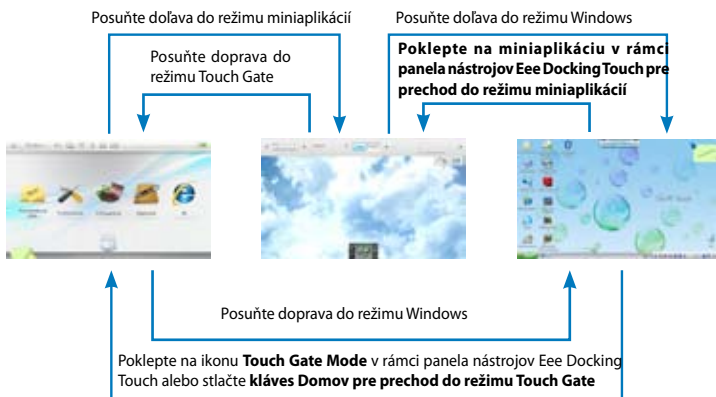 Posuňte doľava do režimu miniaplikácií
Posuňte doľava do režimu Windows
Posuňte doprava do
režimu Touch Gate
Poklepte na miniaplikáciu v rámci
panela nástrojov Eee Docking Touch pre
prechod do režimu miniaplikácií
Posuňte doprava do režimu Windows
Poklepte na ikonu Touch Gate Mode v rámci panela nástrojov Eee Docking
Touch alebo stlačte kláves Domov pre prechod do režimu Touch Gate